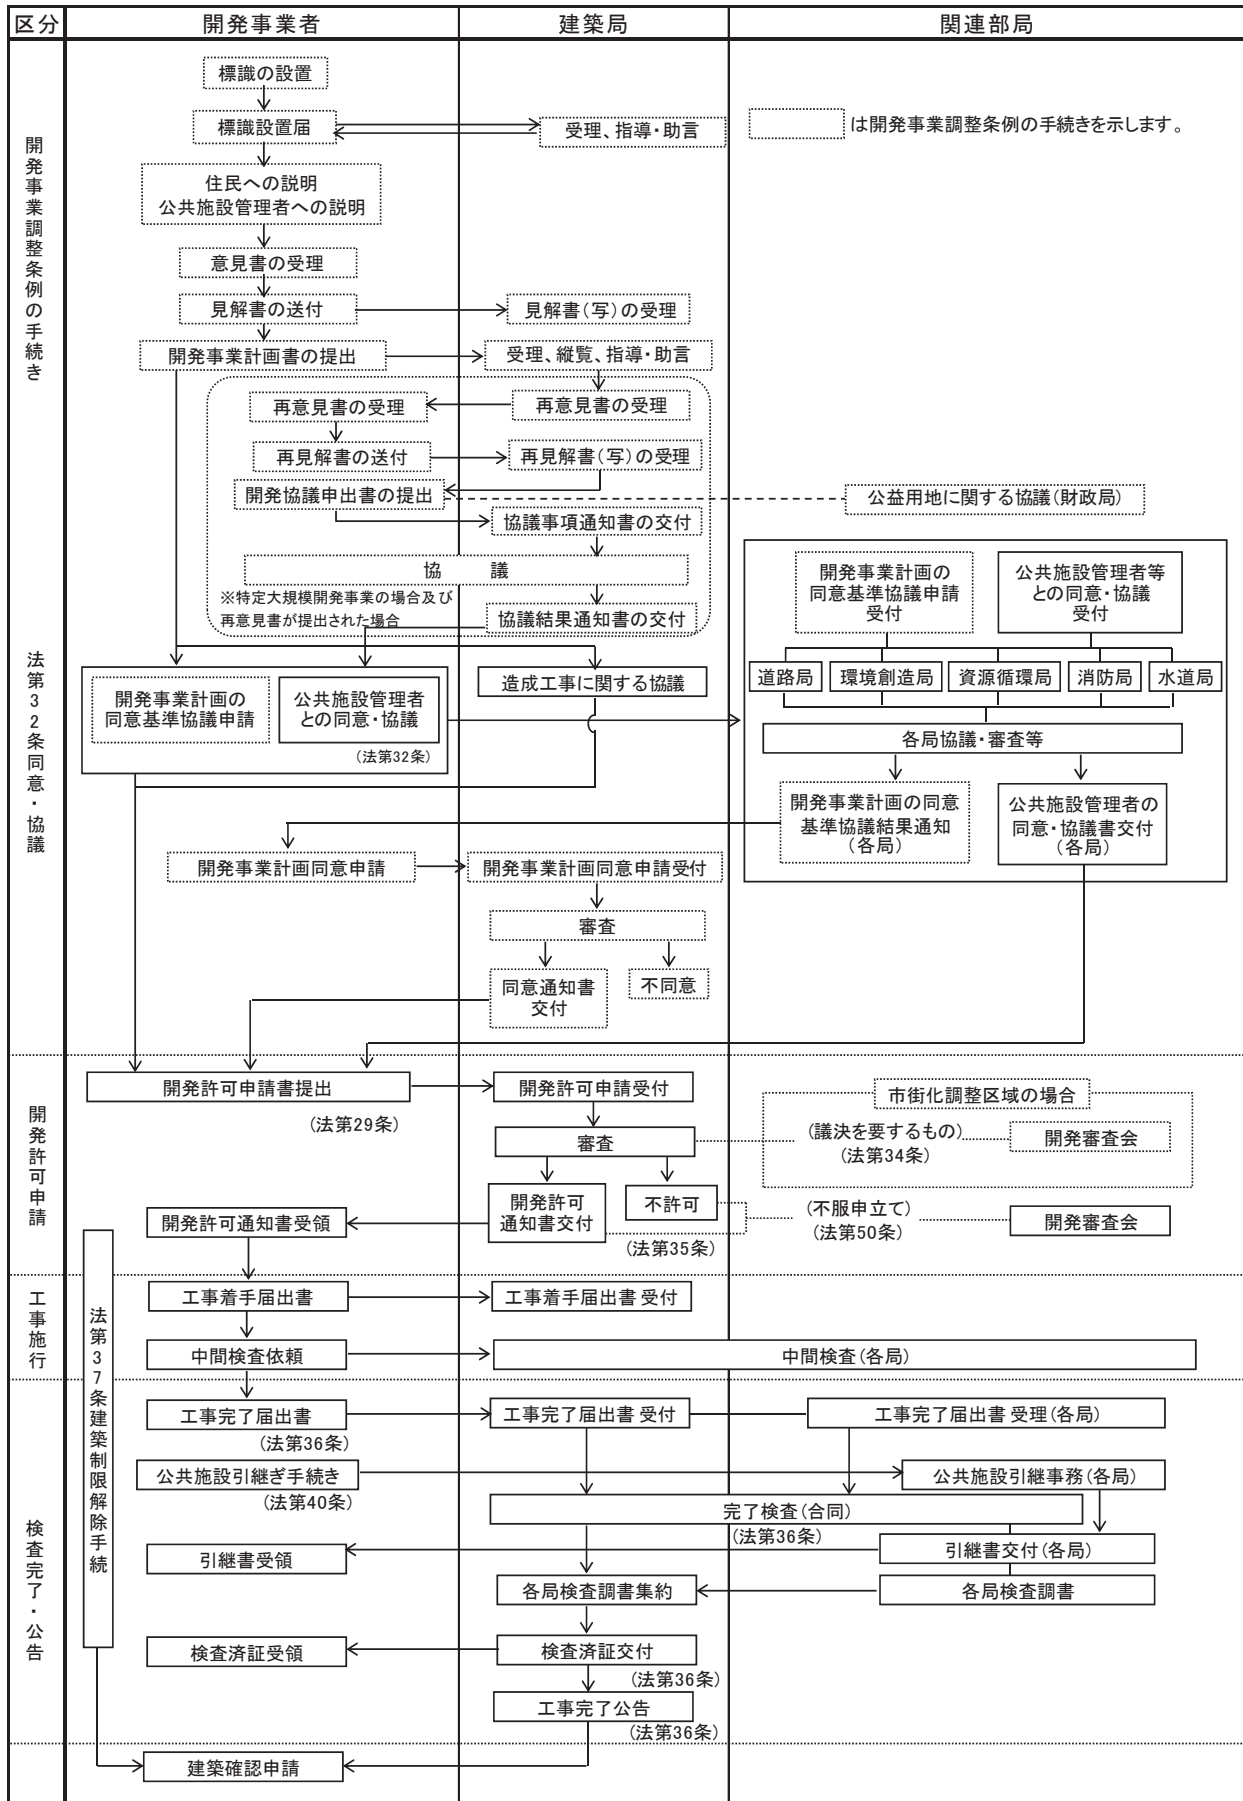 区分
開発事業者
建築局
関連部局
開発事業調整条例の手続き
標識の設置
標識設置届
受理、指導・助言
は開発事業調整条例の手続きを示します。
住民への説明
公共施設管理者への説明
意見書の受理
見解書の送付
見解書(写)の受理
開発事業計画書の提出
受理、縦覧、指導・助言
再意見書の受理
再意見書の受理
再見解書の送付
再見解書(写)の受理
開発協議申出書の提出
公益用地に関する協議(財政局)
協議事項通知書の交付
協 議
※特定大規模開発事業の場合及び
再意見書が提出された場合
協議結果通知書の交付
法第32条同意・協議
開発事業計画の
同意基準協議申請
受付
公共施設管理者等
との同意・協議
受付
道路局
環境創造局
資源循環局
消防局
水道局
開発事業計画の
同意基準協議申請
公共施設管理者
との同意・協議
(法第32条)
造成工事に関する協議
各局協議・審査等
開発事業計画の同意
基準協議結果通知
(各局)
公共施設管理者の
同意・協議書交付
(各局)
開発事業計画同意申請
開発事業計画同意申請受付
審査
同意通知書
交付
不同意
開発許可申請
開発許可申請書提出
(法第29条)
開発許可申請受付
市街化調整区域の場合
審査
(議決を要するもの)
(法第34条)
開発審査会
開発許可通知書受領
開発許可
通知書交付
不許可
(法第35条)
(不服申立て)
(法第50条)
開発審査会
法第37条建築制限解除手続
工事施行
工事着手届出書
工事着手届出書 受付
中間検査依頼
中間検査(各局)
検査完了・公告
工事完了届出書
(法第36条)
工事完了届出書 受付
工事完了届出書 受理(各局)
公共施設引継ぎ手続き
(法第40条)
公共施設引継事務(各局)
完了検査(合同)
(法第36条)
引継書受領
引継書交付(各局)
各局検査調書集約
各局検査調書
検査済証受領
検査済証交付
(法第36条)
工事完了公告
(法第36条)
建築確認申請